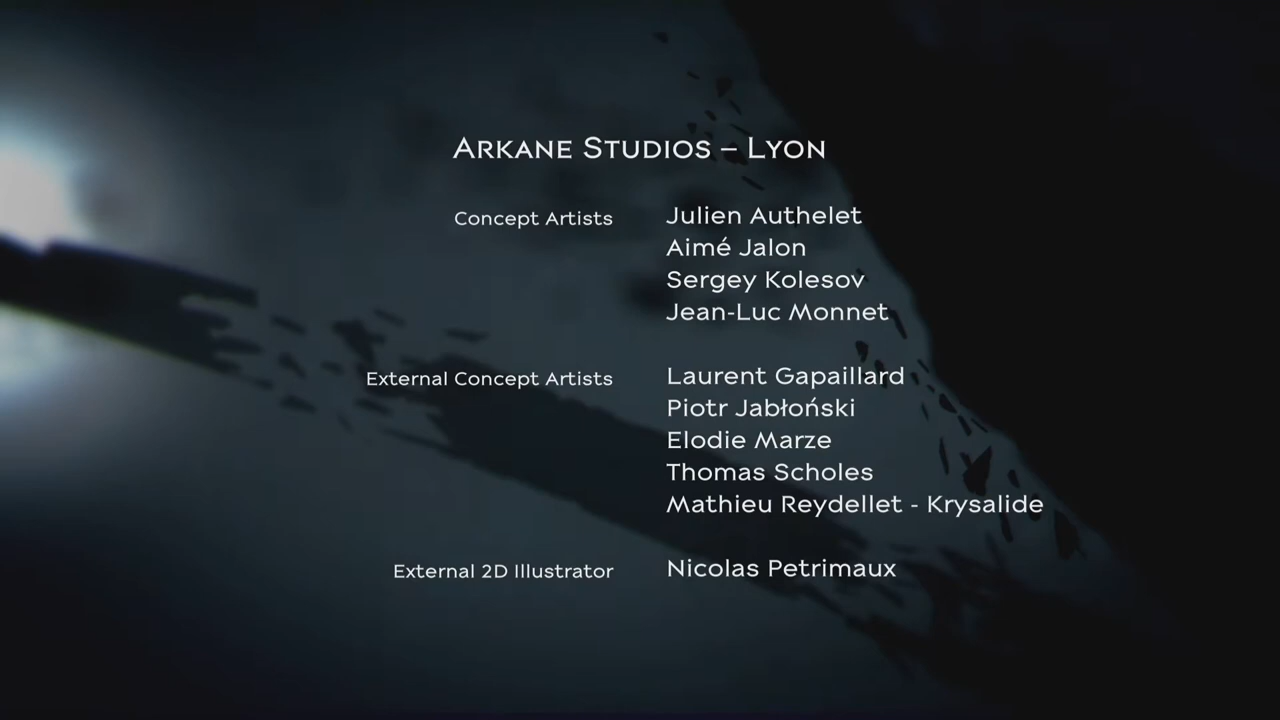 ARKANE STUDIOS – LYON
Concept Artists Julien Authelet
Aimé Jalon
Sergey Kolesov
Jean-Luc Monnet
External Concept Artists Laurent Gapaillard
Piotr Jabłoński
Elodie Marze
Thomas Scholes
Mathieu Reydellet - Krysalide
External 2D Illustrator Nicolas Petrimaux